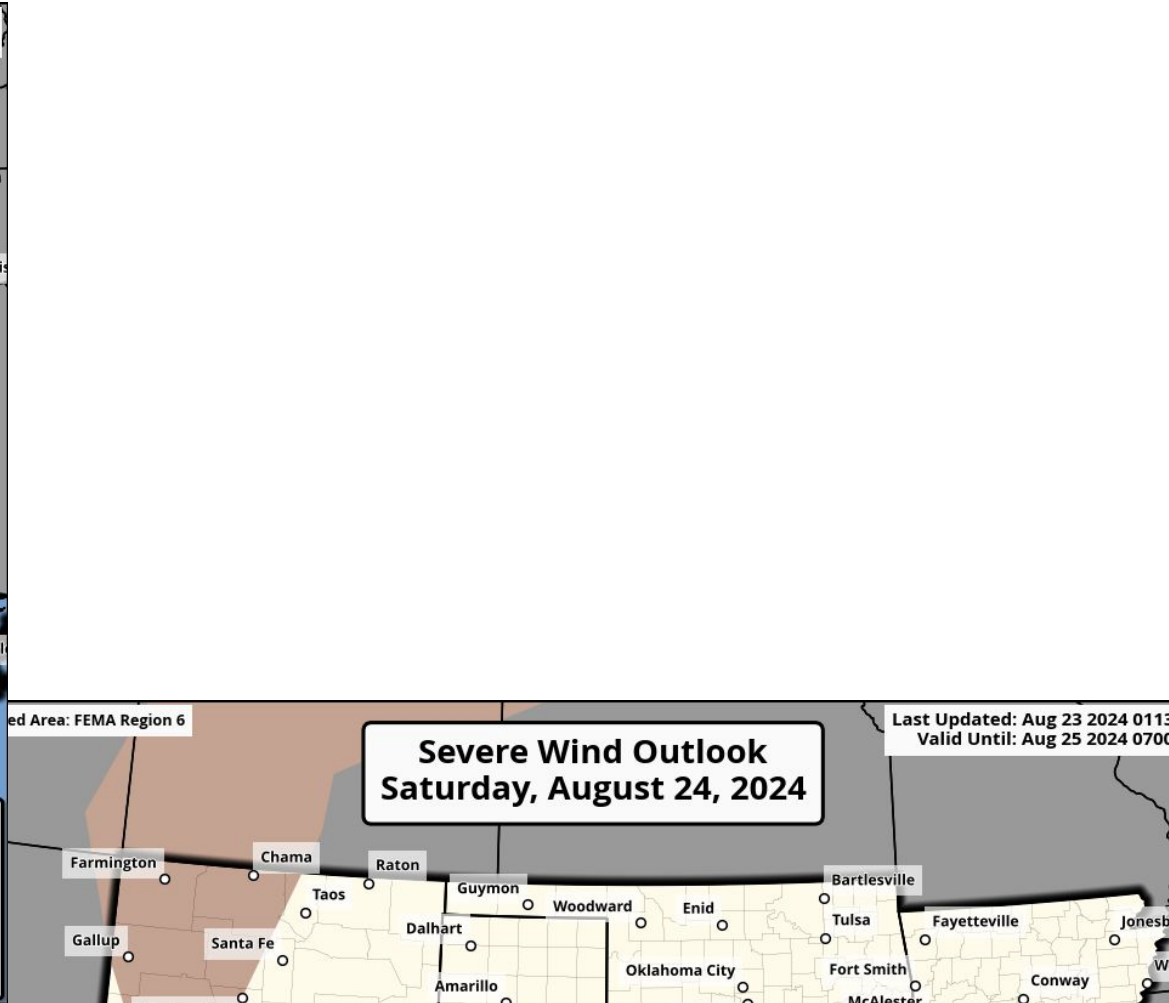 ed Area: FEMA Region 6
Severe Wind Outlook
Saturday, August 24, 2024
Last Updated: Aug 23 2024 0113
Valid Until: Aug 25 2024 0700
Farmington
Chama
Raton
Taos
Guymon
Woodward
Enid
Bartlesville
Tulsa
Fayetteville
Jonesb
Gallup
Santa Fe
Dalhart
Amarillo
Oklahoma City
Fort Smith
McAlester
Conway
W